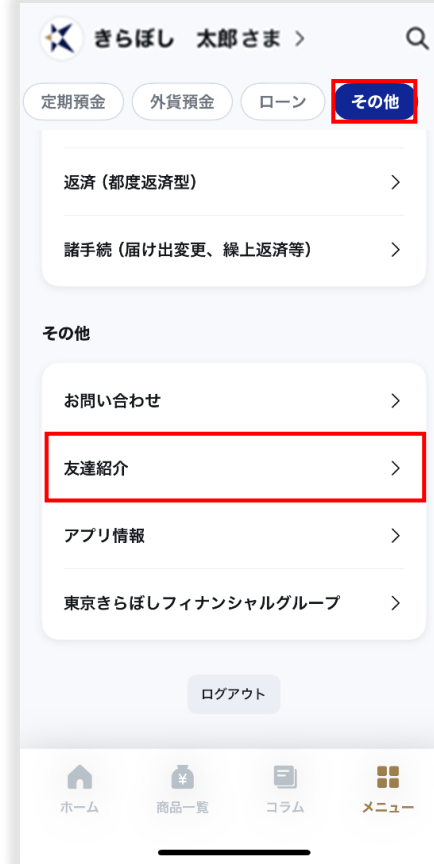 きらぼし 太郎さま >
定期預金 外貨預金 ローン その他
返済（都度返済型）
諸手続（届け出変更、繰上返済等）
その他
お問い合わせ
友達紹介
アプリ情報
東京きらぼしフィナンシャルグループ
ログアウト
ホーム 商品一覧 コラム メニュー